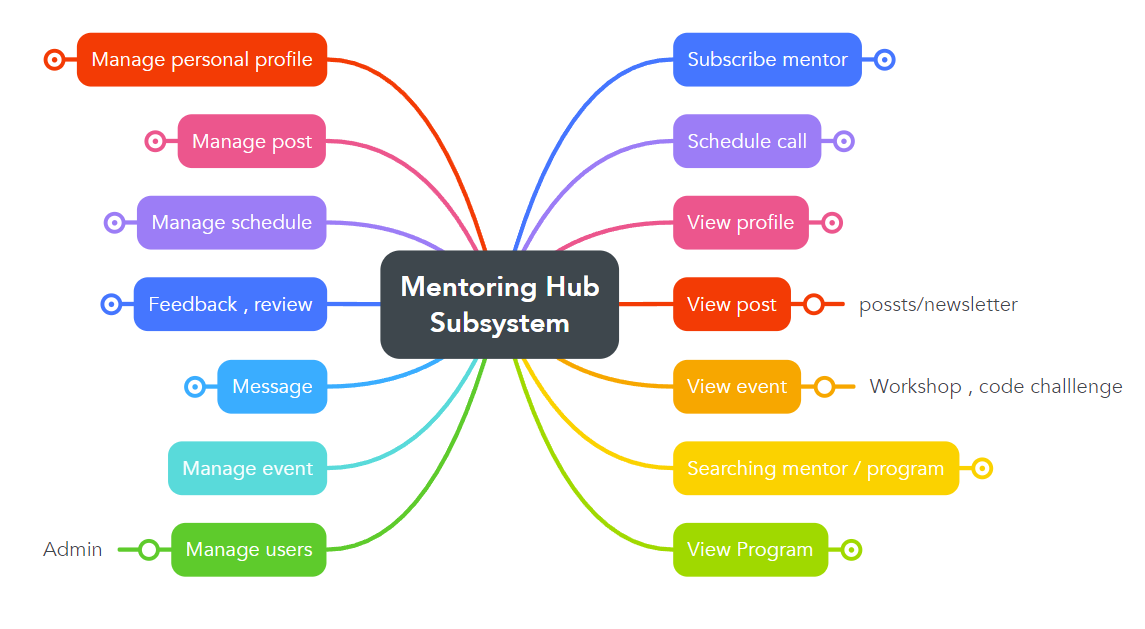 Manage personal profile
Manage post
Manage schedule
Feedback , review
Message
Manage event
Admin
Manage users
Mentoring Hub
Subsystem
Subscribe mentor
Schedule call
View profile
View post
possts/newsletter
View event
Workshop , code challlenge
Searching mentor / program
View Program